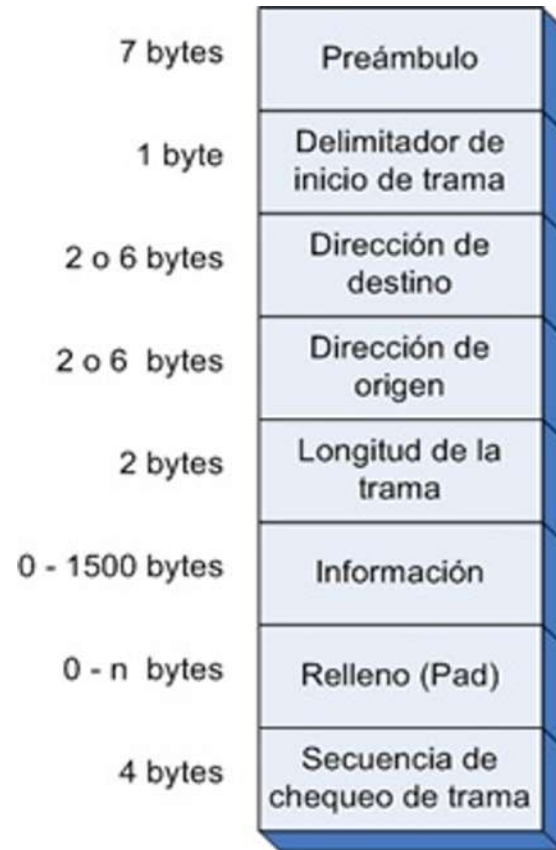 7 bytes
Preámbulo
1 byte
Delimitador de
inicio de trama
2 o 6 bytes
Dirección de
destino
2 o 6 bytes
Dirección de
origen
2 bytes
Longitud de la
trama
0 - 1500 bytes
Información
0 - n bytes
Relleno (Pad)
4 bytes
Secuencia de
chequeo de trama